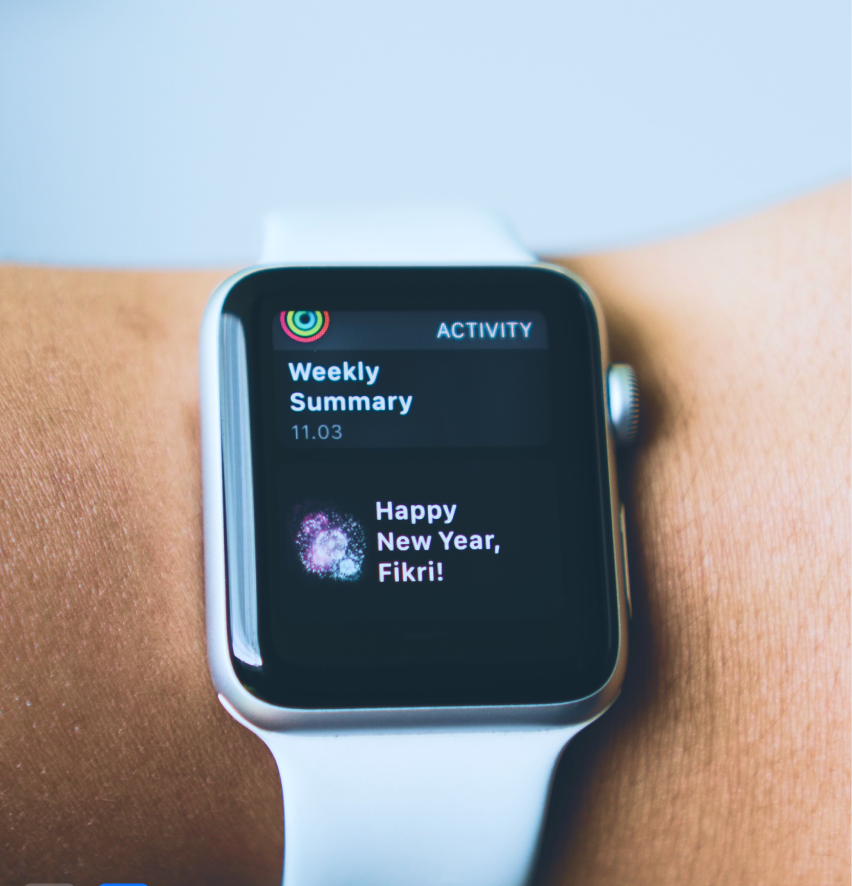 ACTIVITY
Weekly
Summary
11.03
Happy
New Year,
Fikri!